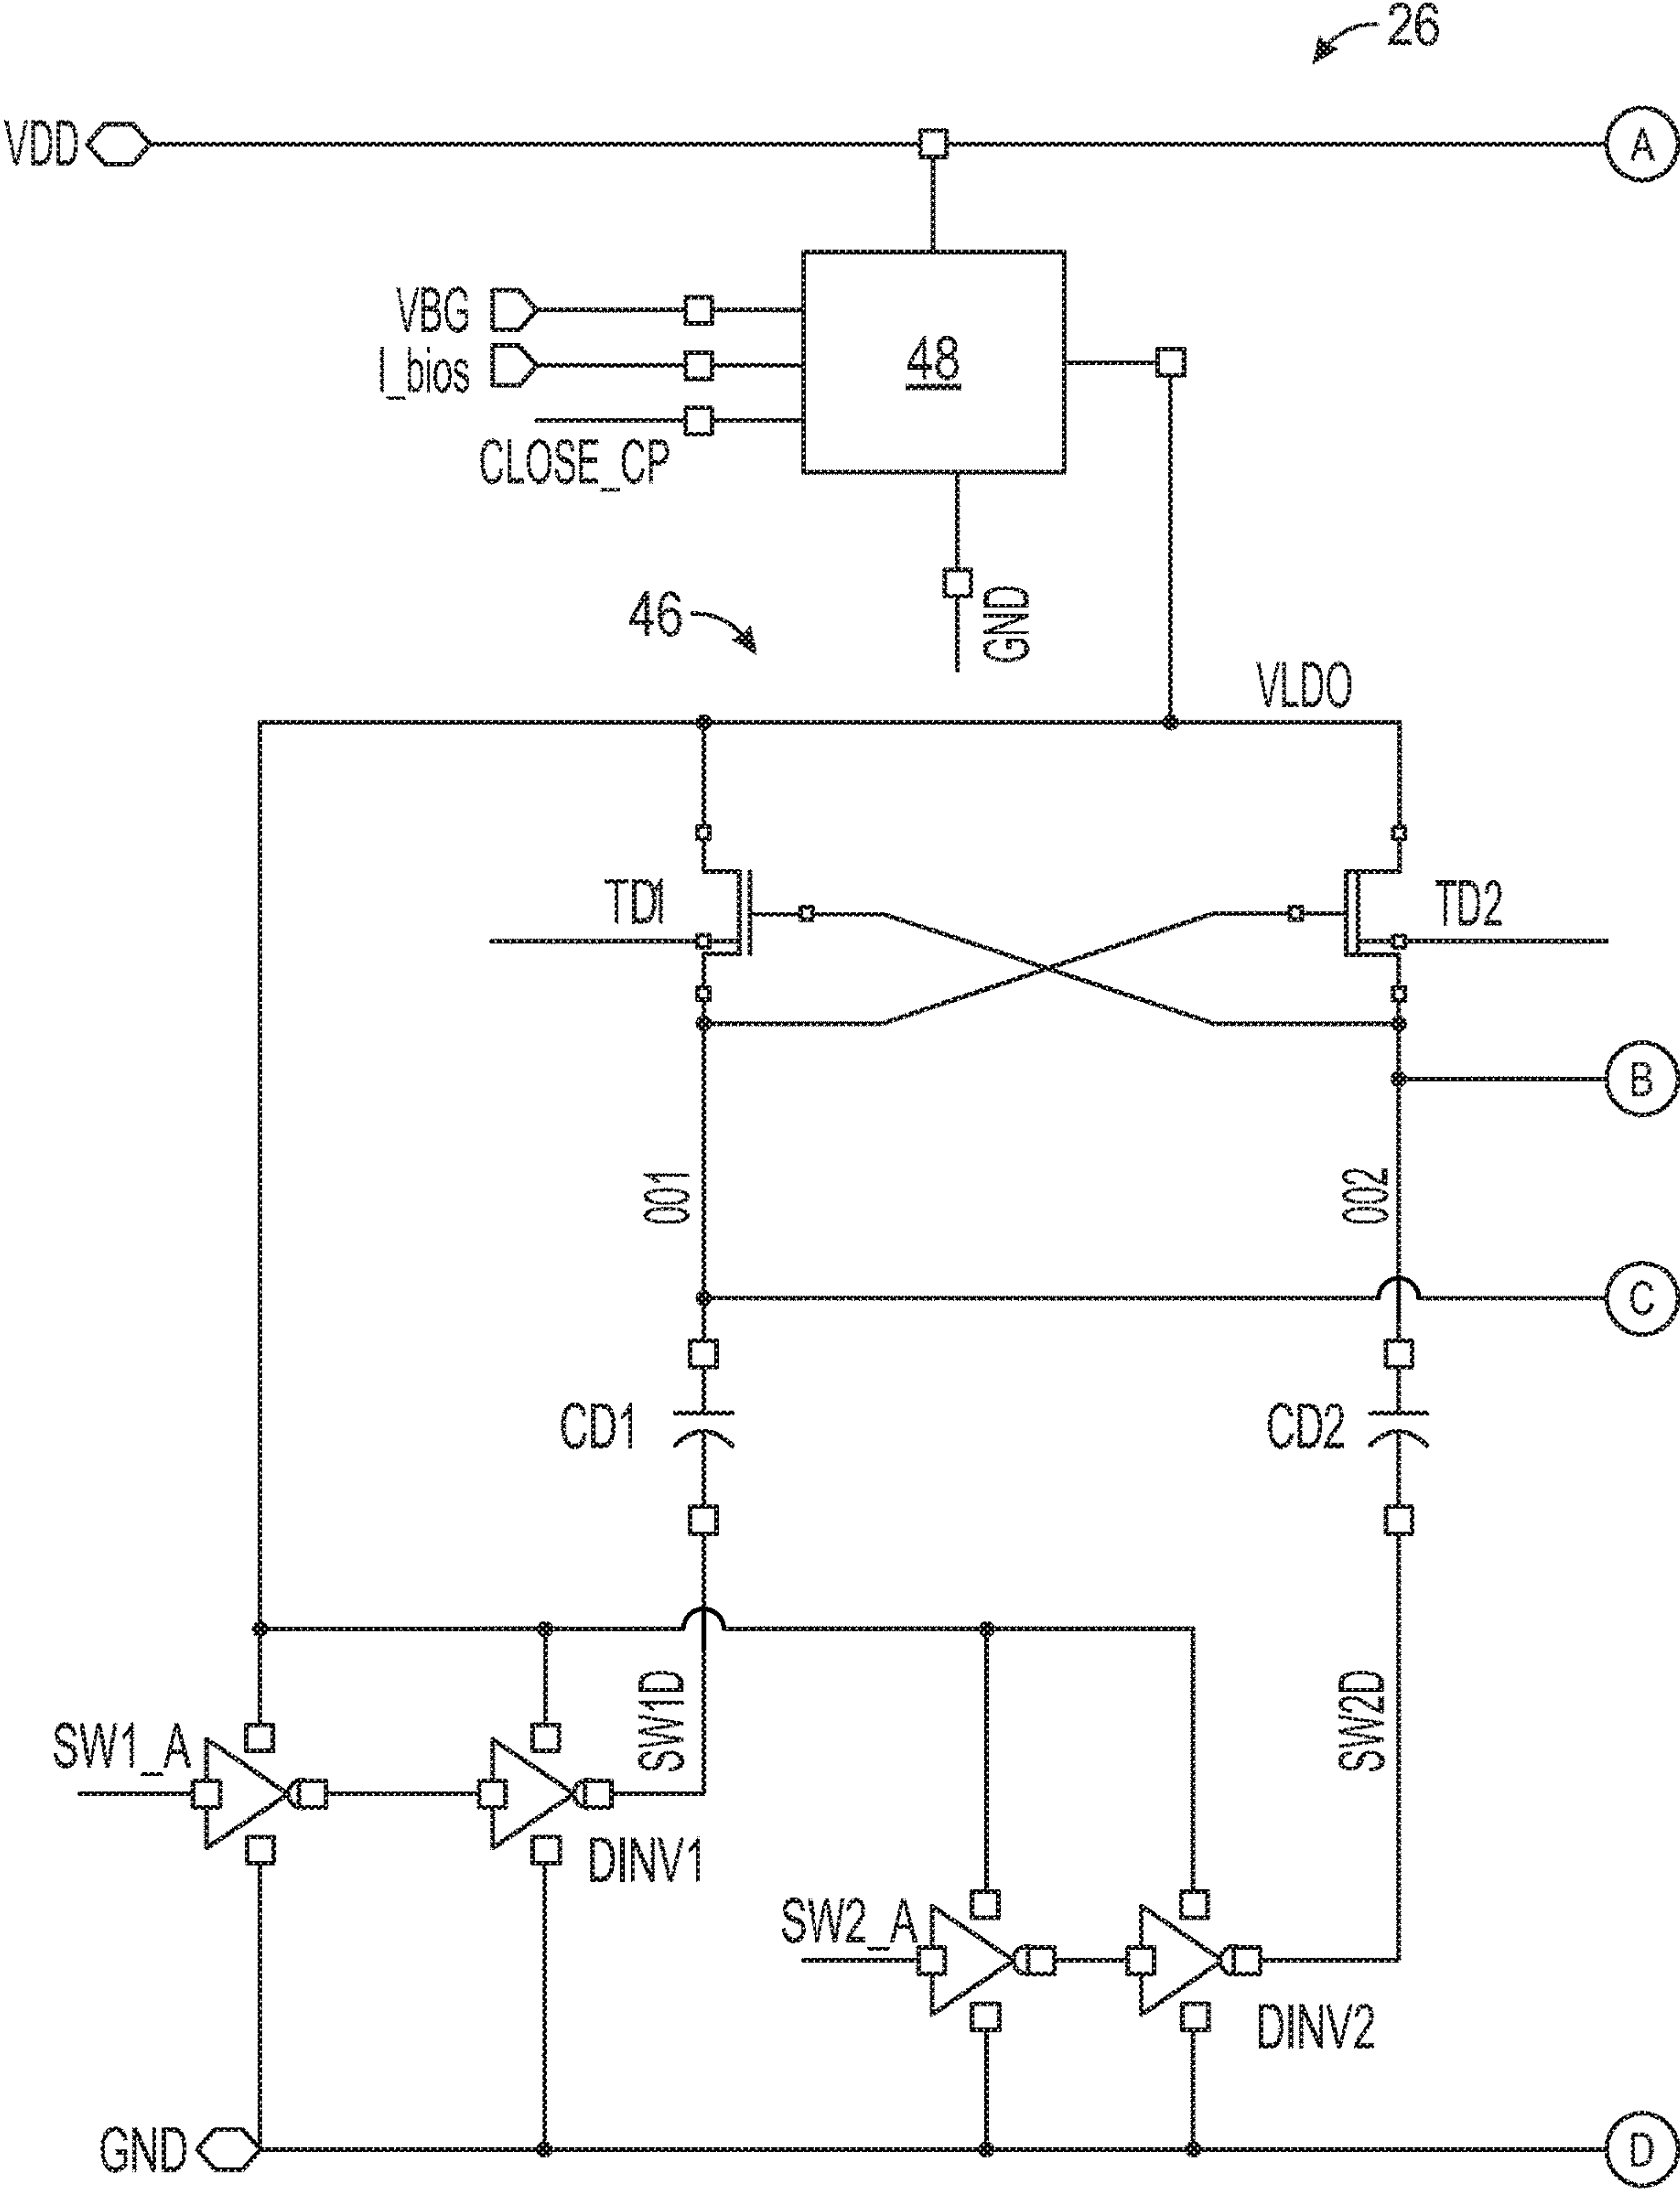 26
VDD
A
VBG
I_bios
CLOSE_CP
48
GND
46
VLDO
TD1
TD2
B
001
002
C
CD1
CD2
SW1_A
SW1D
SW2D
DINV1
SW2_A
DINV2
GND
D